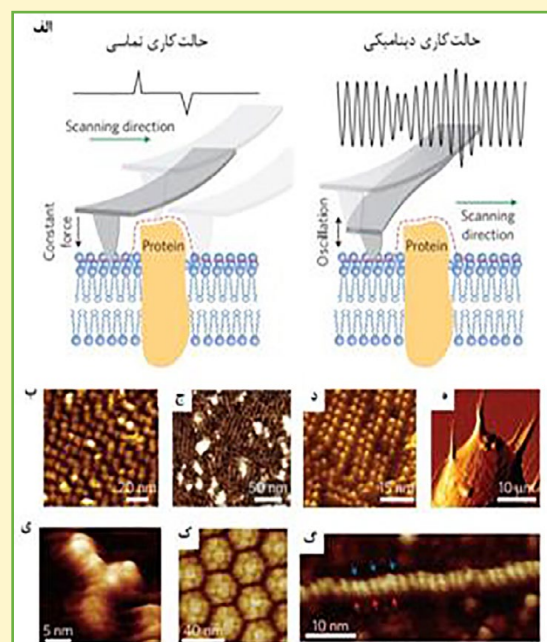 الف
حالت کاری تماسی
حالت کاری دینامیکی
Scanning direction
Constant force
Protein
Oscillation
Scanning
direction
Protein
ب
20 nm
ج
50 nm
د
15 nm
ه
10 µm
ی
5 nm
ک
40 nm
گ
10 nm